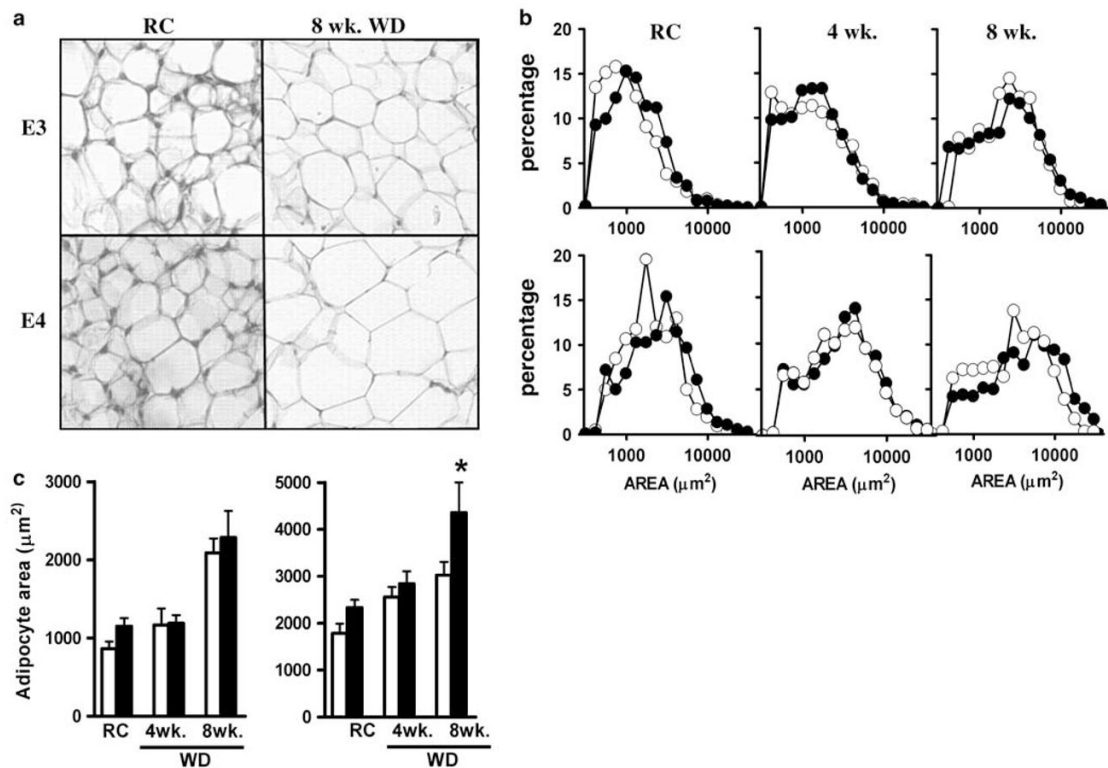 a
RC 8 wk. WD
E3
E4
b
RC 4 wk. 8 wk.
percentage
20
15
10
5
0
1000 10000 1000 10000 1000 10000
percentage
20
15
10
5
0
1000 10000 1000 10000 1000 10000
AREA (μm²) AREA (μm²) AREA (μm²)
c
Adipocyte area (μm²)
3000
2000
1000
0
RC 4wk. 8wk.
WD
*
5000
4000
3000
2000
1000
0
RC 4wk. 8wk.
WD